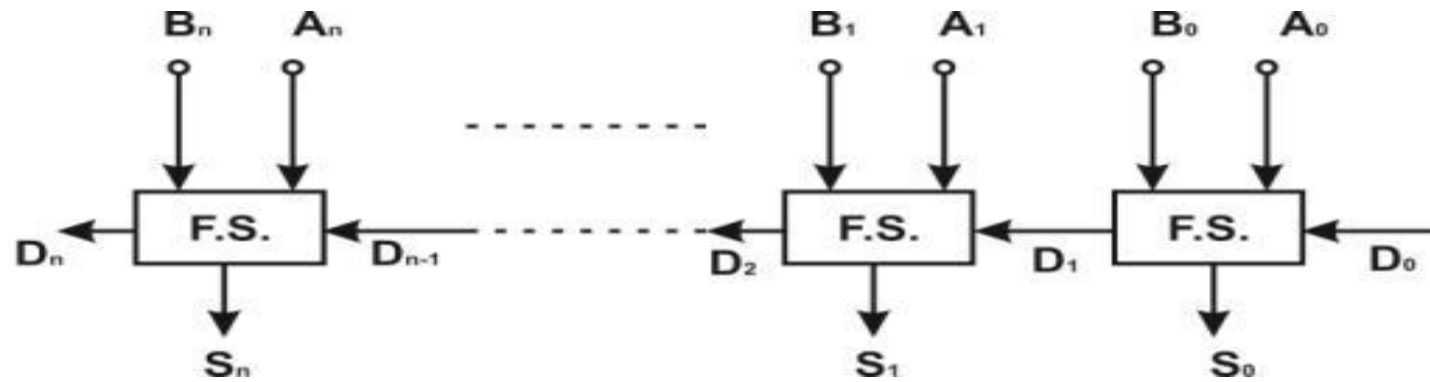 Bₙ Aₙ B₁ A₁ B₀ A₀
F.S. F.S. F.S.
Dₙ Dₙ₋₁ D₂ D₁ D₀
Sₙ S₁ S₀